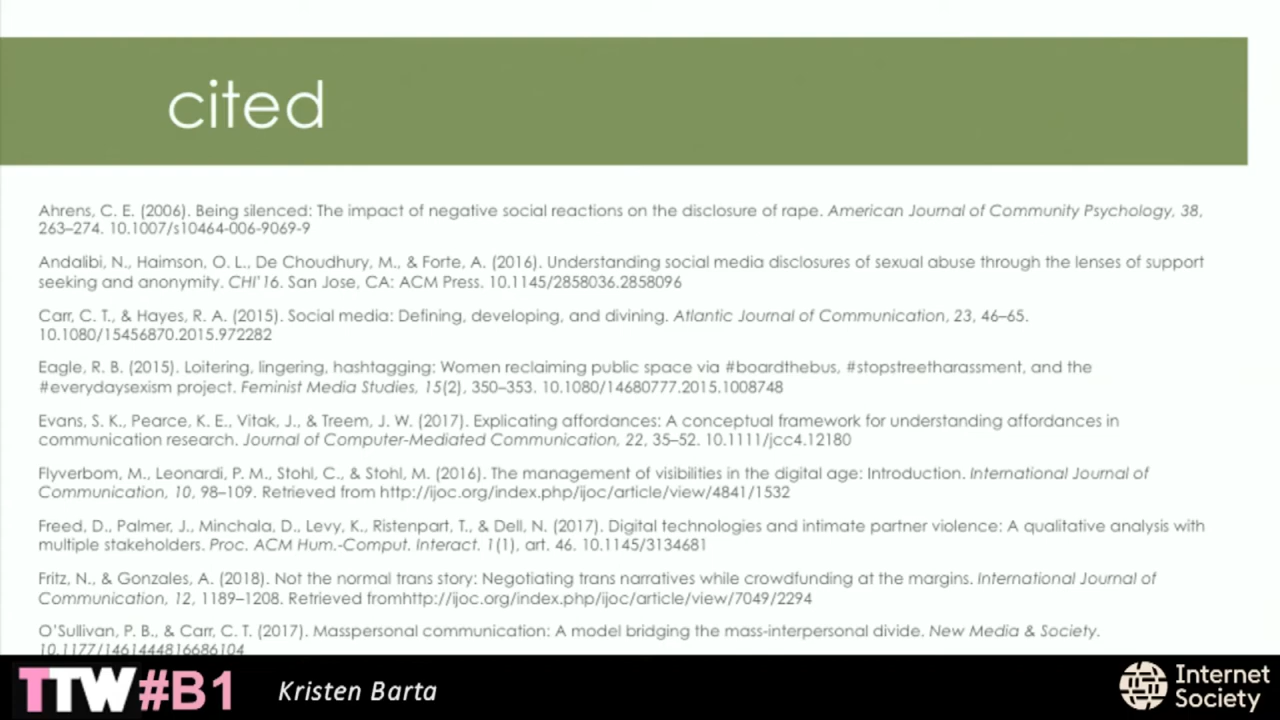 cited
Ahrens, C. E. (2006). Being silenced: The impact of negative social reactions on the disclosure of rape. American Journal of Community Psychology, 38,
263–274. 10.1007/s10464-006-9069-9
Andalibi, N., Haimson, O. L., De Choudhury, M., & Forte, A. (2016). Understanding social media disclosures of sexual abuse through the lenses of support
seeking and anonymity. CHI'16. San Jose, CA: ACM Press. 10.1145/2858036.2858096
Carr, C. T., & Hayes, R. A. (2015). Social media: Defining, developing, and divining. Atlantic Journal of Communication, 23, 46–65.
10.1080/15456870.2015.972282
Eagle, R. B. (2015). Loitering, lingering, hashtagging: Women reclaiming public space via #boardthebus, #stopstreetharassment, and the
#everydaysexism project. Feminist Media Studies, 15(2), 350–353. 10.1080/14680777.2015.1008748
Evans, S. K., Pearce, K. E., Vitak, J., & Treem, J. W. (2017). Explicating affordances: A conceptual framework for understanding affordances in
communication research. Journal of Computer-Mediated Communication, 22, 35–52. 10.1111/jcc4.12180
Flyverbom, M., Leonardi, P. M., Stohl, C., & Stohl, M. (2016). The management of visibilities in the digital age: Introduction. International Journal of
Communication, 10, 98–109. Retrieved from http://ijoc.org/index.php/ijoc/article/view/4841/1532
Freed, D., Palmer, J., Minchala, D., Levy, K., Ristenpart, T., & Dell, N. (2017). Digital technologies and intimate partner violence: A qualitative analysis with
multiple stakeholders. Proc. ACM Hum.-Comput. Interact. 1(1), art. 46. 10.1145/3134681
Fritz, N., & Gonzales, A. (2018). Not the normal trans story: Negotiating trans narratives while crowdfunding at the margins. International Journal of
Communication, 12, 1189–1208. Retrieved fromhttp://ijoc.org/index.php/ijoc/article/view/7049/2294
O'Sullivan, P. B., & Carr, C. T. (2017). Masspersonal communication: A model bridging the mass-interpersonal divide. New Media & Society.
10.1177/1461444816686104
TTW#B1
Kristen Barta
Internet
Society